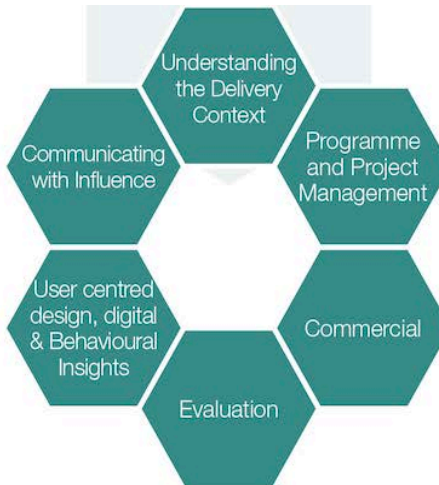 Understanding
the Delivery
Context
Programme
and Project
Management
Commercial
Evaluation
User centred
design, digital
& Behavioural
Insights
Communicating
with Influence